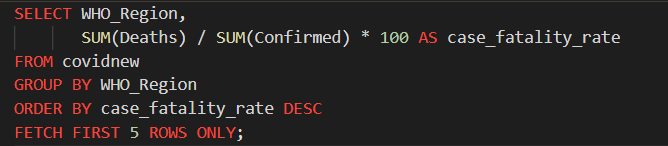 SELECT WHO_Region,
SUM(Deaths) / SUM(Confirmed) * 100 AS case_fatality_rate
FROM covidnew
GROUP BY WHO_Region
ORDER BY case_fatality_rate DESC
FETCH FIRST 5 ROWS ONLY;